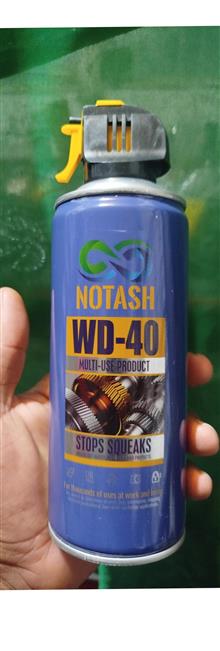 NOTASH
WD-40
MULTI-USE PRODUCT
STOPS SQUEAKS
For thousands of uses at work and